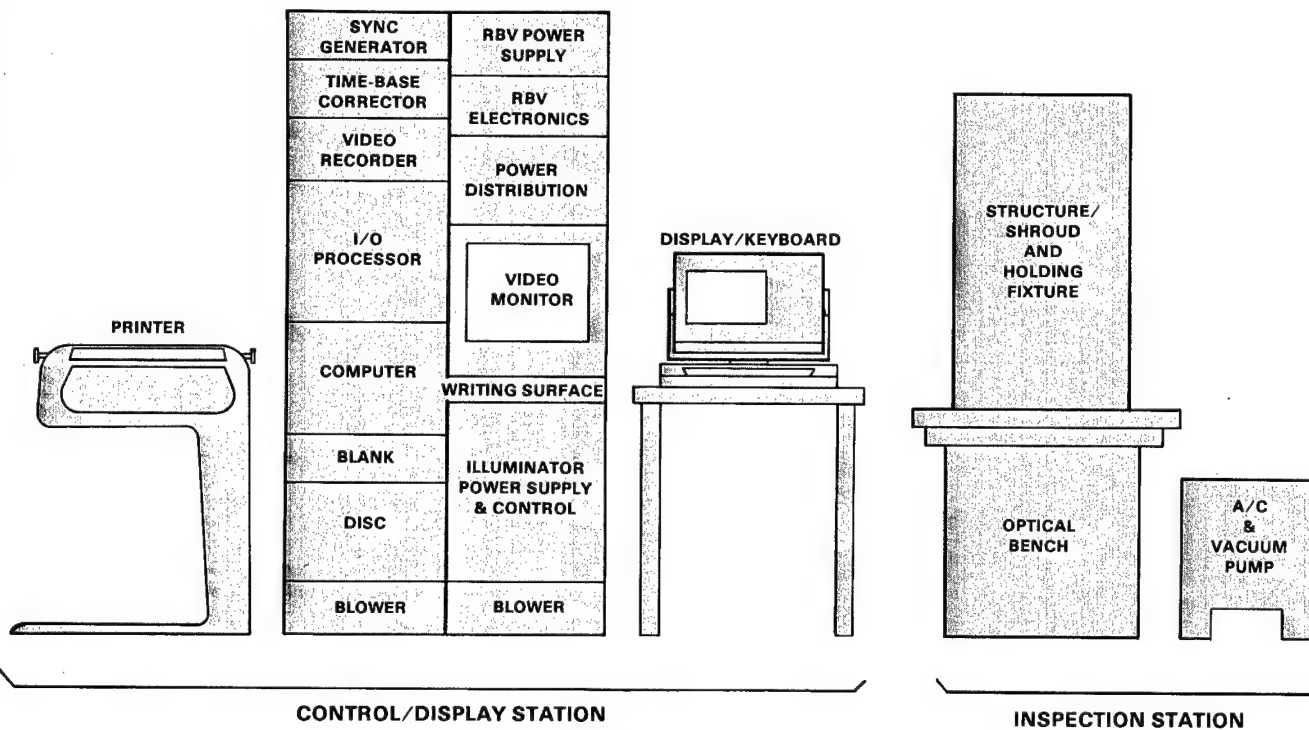 PRINTER
SYNC
GENERATOR
TIME-BASE
CORRECTOR
VIDEO
RECORDER
I/O
PROCESSOR
COMPUTER
BLANK
DISC
BLOWER
RBV POWER
SUPPLY
RBV
ELECTRONICS
POWER
DISTRIBUTION
VIDEO
MONITOR
WRITING SURFACE
ILLUMINATOR
POWER SUPPLY
& CONTROL
BLOWER
DISPLAY/KEYBOARD
CONTROL/DISPLAY STATION
STRUCTURE/
SHROUD
AND
HOLDING
FIXTURE
OPTICAL
BENCH
A/C
&
VACUUM
PUMP
INSPECTION STATION